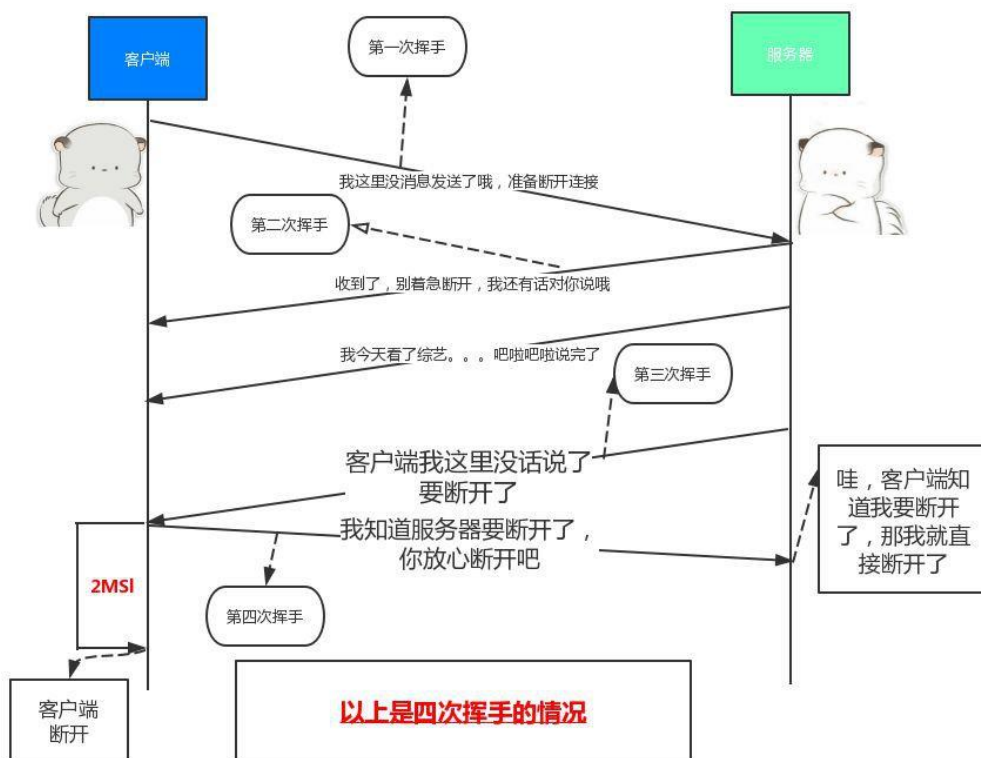 客户端
服务器
第一次挥手
我这里没消息发送了哦，准备断开连接
第二次挥手
收到了，别着急断开，我还有话对你说哦
我今天看了综艺。。。吧啦吧啦说完了
第三次挥手
客户端我这里没话说了
要断开了
我知道服务器要断开了，
你放心断开吧
哇，客户端知
道我要断开
了，那我就直
接断开了
2MSl
第四次挥手
客户端
断开
以上是四次挥手的情况